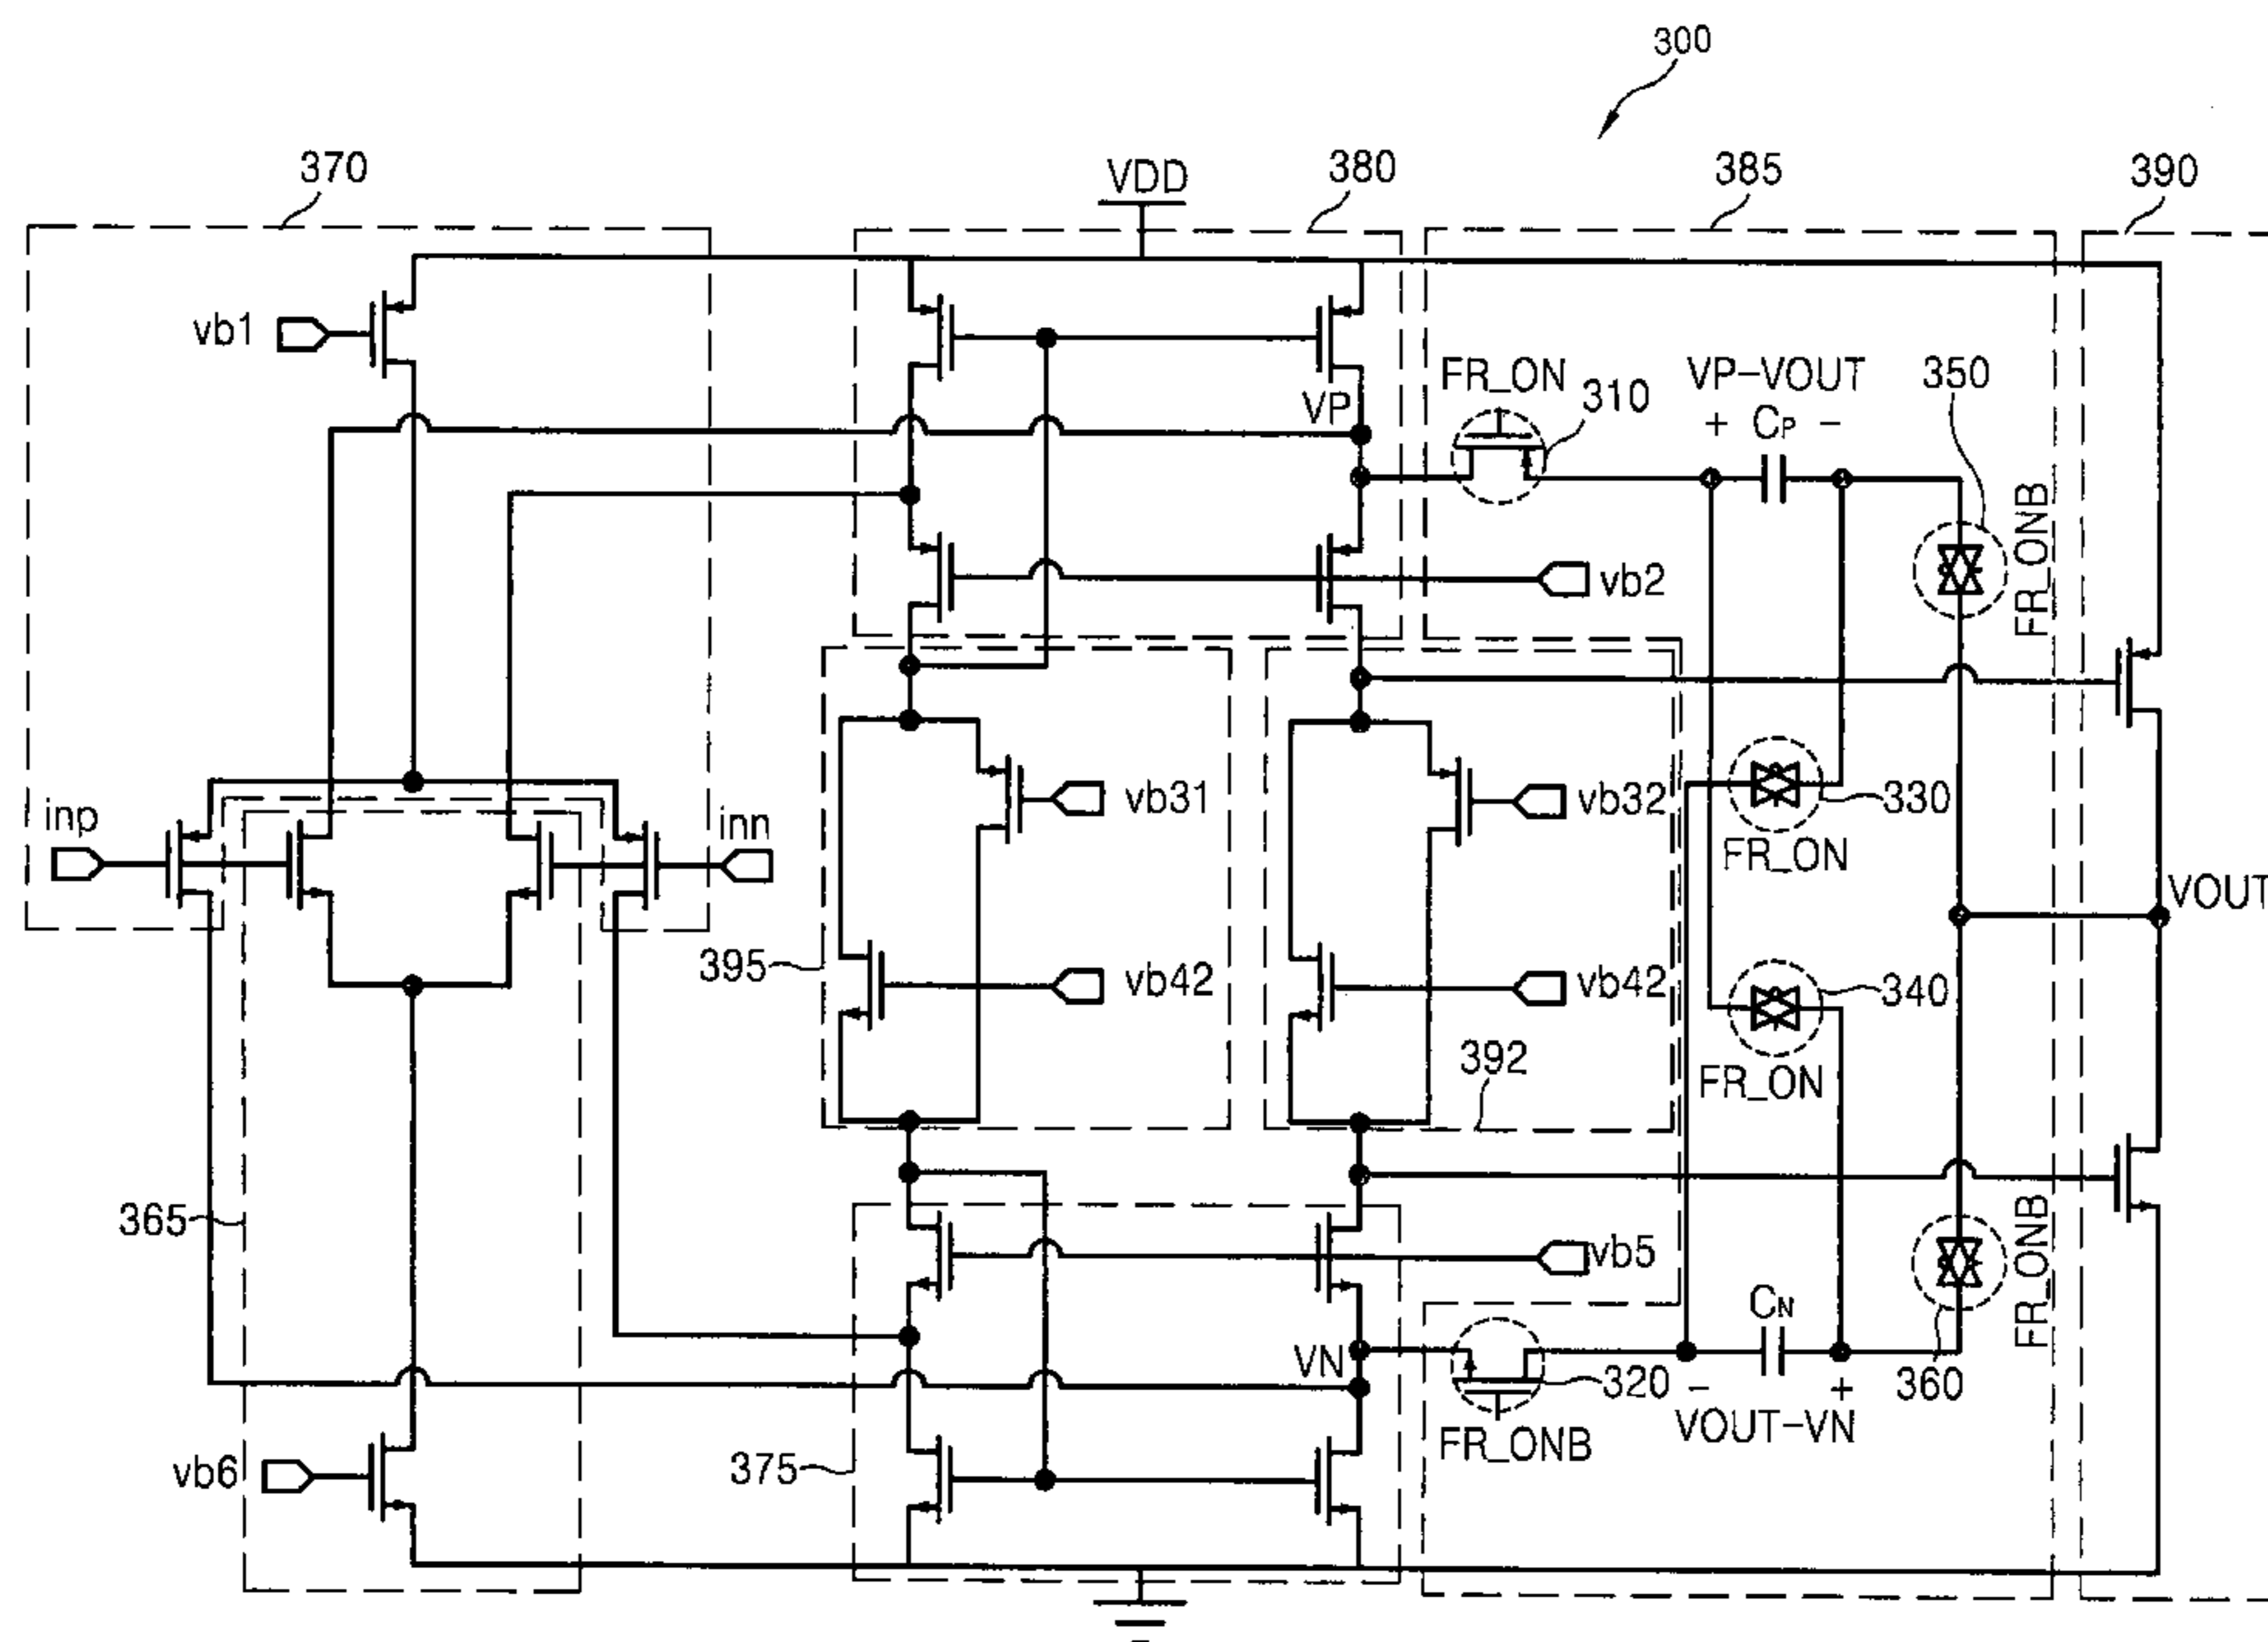 300
370
VDD
380
385
390
vb1
FR_ON
310
VP-VOUT
350
VP
+ CP -
FR_ONB
vb2
inp
inn
vb31
vb32
330
FR_ON
VOUT
395
vb42
vb42
340
392
FR_ON
365
FR_ONB
vb5
CN
VN
320
- +
360
VOUT-VN
FR_ONB
vb6
375